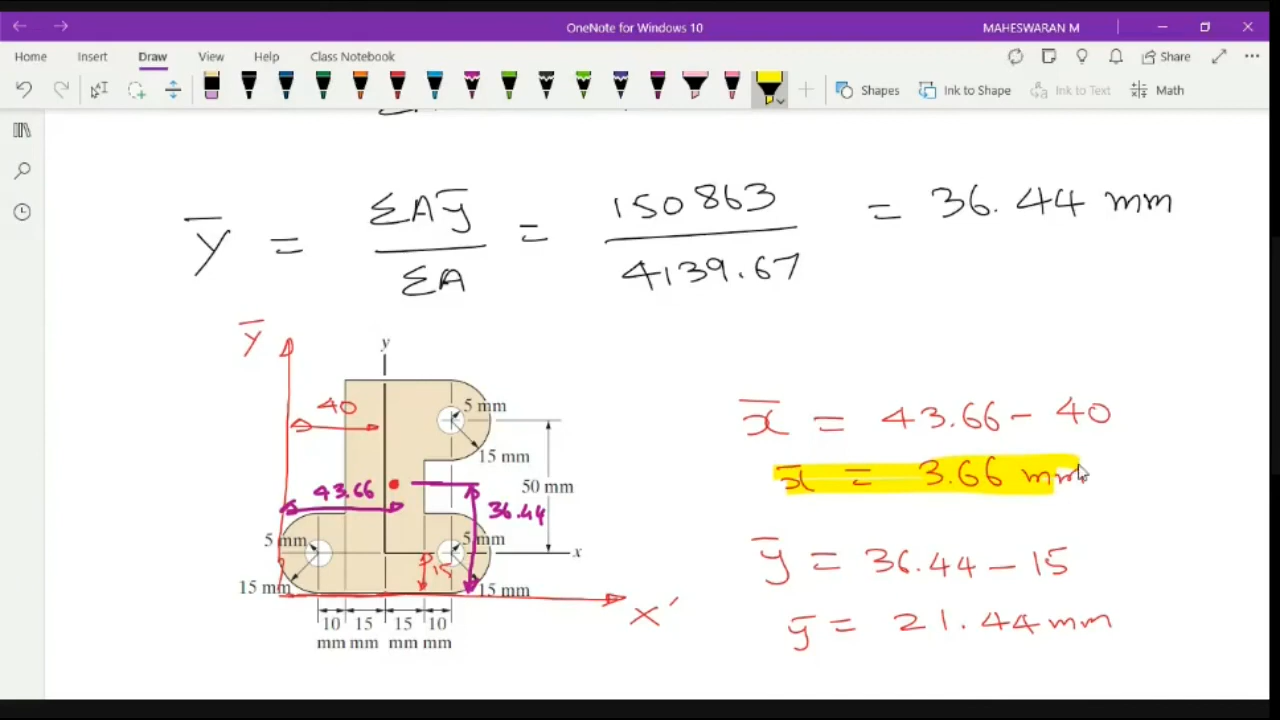 OneNote for Windows 10
MAHESWARAN M
Home Insert Draw View Help Class Notebook
Share
Shapes Ink to Shape Ink to Text Math
Y̅ = ΣAy̅ / ΣA = 150863 / 4139.67 = 36.44 mm
Y̅
y
40
5 mm
15 mm
50 mm
43.66
36.44
5 mm
5 mm
x
15
15 mm
15 mm
10 15 15 10
mm mm mm mm
X′
x̅ = 43.66 - 40
x̅ = 3.66 mm
y̅ = 36.44 - 15
y̅ = 21.44 mm